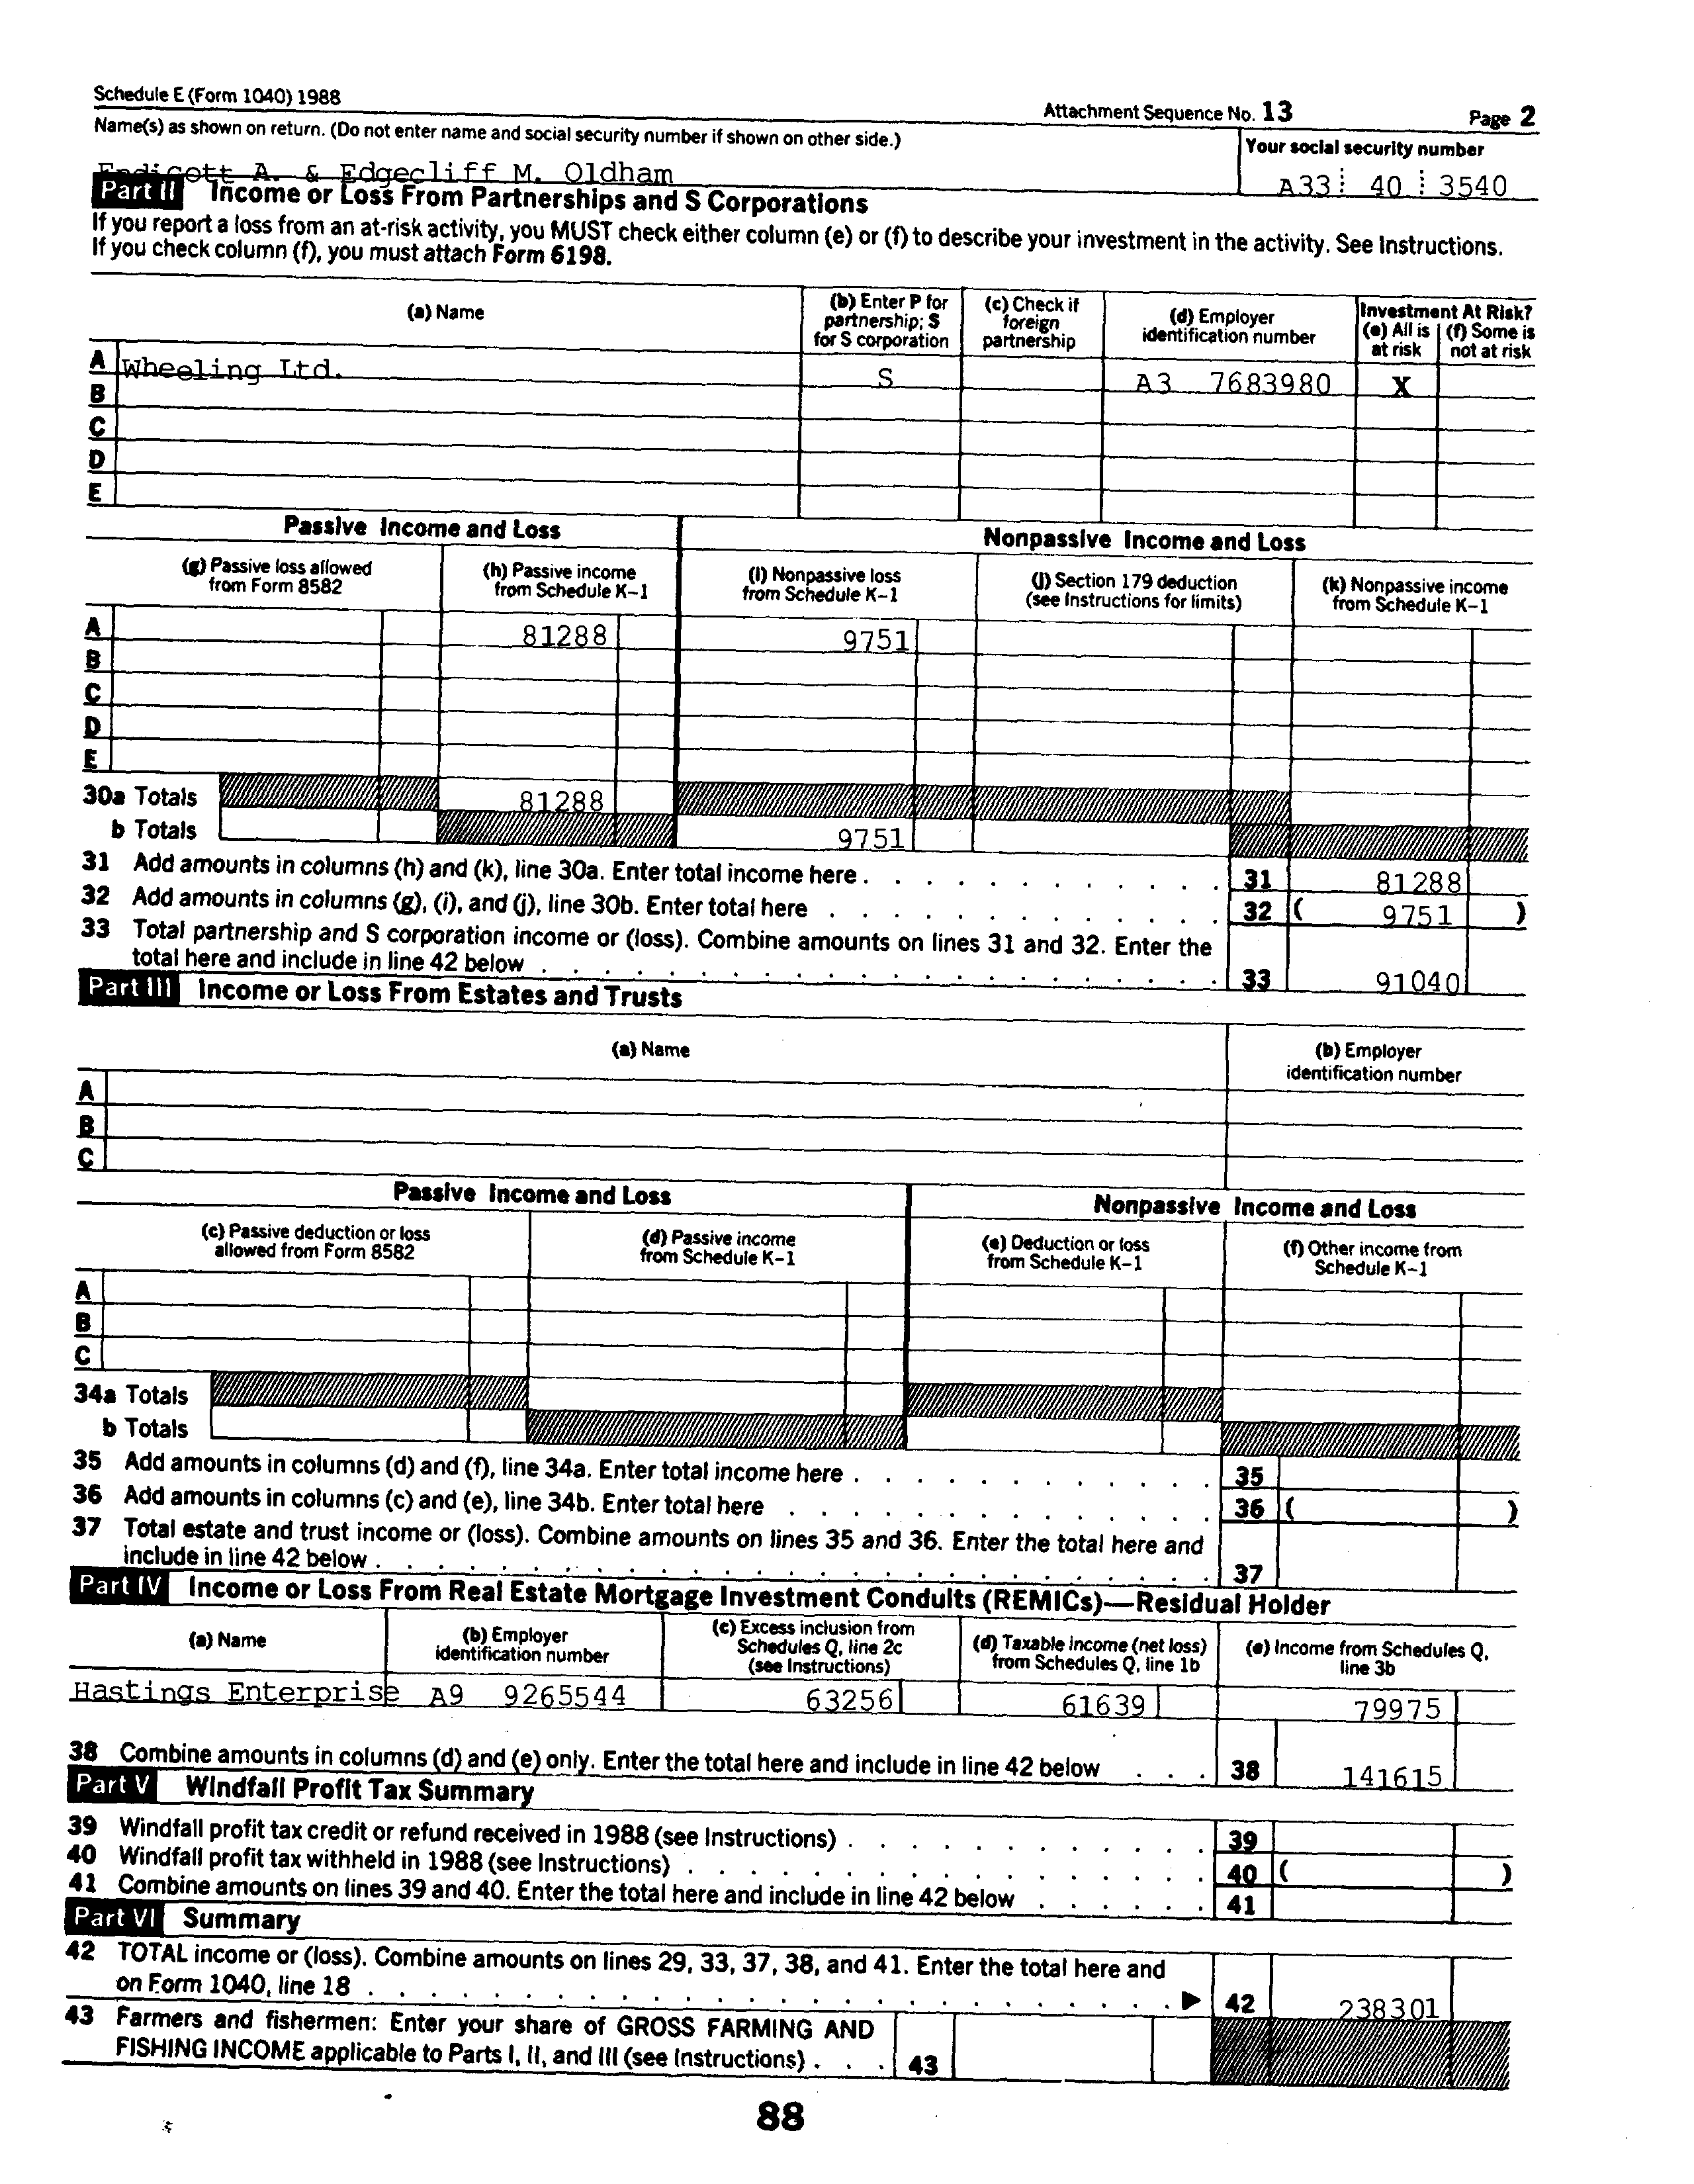 Schedule E (Form 1040) 1988
Attachment Sequence No. 13 Page 2
Name(s) as shown on return. (Do not enter name and social security number if shown on other side.)
Your social security number
Endicott A. & Edgecliff M. Oldham
A33 40 3540
Part II Income or Loss From Partnerships and S Corporations
If you report a loss from an at-risk activity, you MUST check either column (e) or (f) to describe your investment in the activity. See Instructions.
If you check column (f), you must attach Form 6198.
(a) Name
(b) Enter P for partnership; S for S corporation
(c) Check if foreign partnership
(d) Employer identification number
Investment At Risk?
(e) All is at risk
(f) Some is not at risk
A Wheeling Ltd. S A3 7683980 X
B
C
D
E
Passive Income and Loss
Nonpassive Income and Loss
(g) Passive loss allowed from Form 8582
(h) Passive income from Schedule K–1
(i) Nonpassive loss from Schedule K–1
(j) Section 179 deduction (see Instructions for limits)
(k) Nonpassive income from Schedule K–1
A 81288 9751
B
C
D
E
30a Totals 81288
b Totals 9751
31 Add amounts in columns (h) and (k), line 30a. Enter total income here . . . 31 81288
32 Add amounts in columns (g), (i), and (j), line 30b. Enter total here . . . 32 ( 9751 )
33 Total partnership and S corporation income or (loss). Combine amounts on lines 31 and 32. Enter the
total here and include in line 42 below . . . 33 91040
Part III Income or Loss From Estates and Trusts
(a) Name
(b) Employer identification number
A
B
C
Passive Income and Loss
Nonpassive Income and Loss
(c) Passive deduction or loss allowed from Form 8582
(d) Passive income from Schedule K–1
(e) Deduction or loss from Schedule K–1
(f) Other income from Schedule K–1
A
B
C
34a Totals
b Totals
35 Add amounts in columns (d) and (f), line 34a. Enter total income here . . . 35
36 Add amounts in columns (c) and (e), line 34b. Enter total here . . . 36 ( )
37 Total estate and trust income or (loss). Combine amounts on lines 35 and 36. Enter the total here and
include in line 42 below . . . 37
Part IV Income or Loss From Real Estate Mortgage Investment Conduits (REMICs)—Residual Holder
(a) Name
(b) Employer identification number
(c) Excess inclusion from Schedules Q, line 2c (see Instructions)
(d) Taxable income (net loss) from Schedules Q, line 1b
(e) Income from Schedules Q, line 3b
Hastings Enterprise A9 9265544 63256 61639 79975
38 Combine amounts in columns (d) and (e) only. Enter the total here and include in line 42 below . . . 38 141615
Part V Windfall Profit Tax Summary
39 Windfall profit tax credit or refund received in 1988 (see Instructions) . . . 39
40 Windfall profit tax withheld in 1988 (see Instructions) . . . 40 ( )
41 Combine amounts on lines 39 and 40. Enter the total here and include in line 42 below . . . 41
Part VI Summary
42 TOTAL income or (loss). Combine amounts on lines 29, 33, 37, 38, and 41. Enter the total here and
on Form 1040, line 18 . . . ▶ 42 238301
43 Farmers and fishermen: Enter your share of GROSS FARMING AND
FISHING INCOME applicable to Parts I, II, and III (see Instructions) . . . 43
88